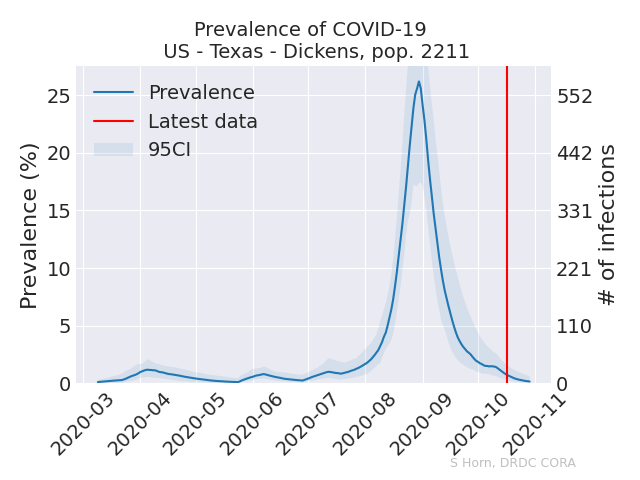 Prevalence of COVID-19
US - Texas - Dickens, pop. 2211
Prevalence
Latest data
95CI
Prevalence (%)
25
20
15
10
5
0
552
442
331
221
110
0
# of infections
2020-03
2020-04
2020-05
2020-06
2020-07
2020-08
2020-09
2020-10
2020-11
S Horn, DRDC CORA